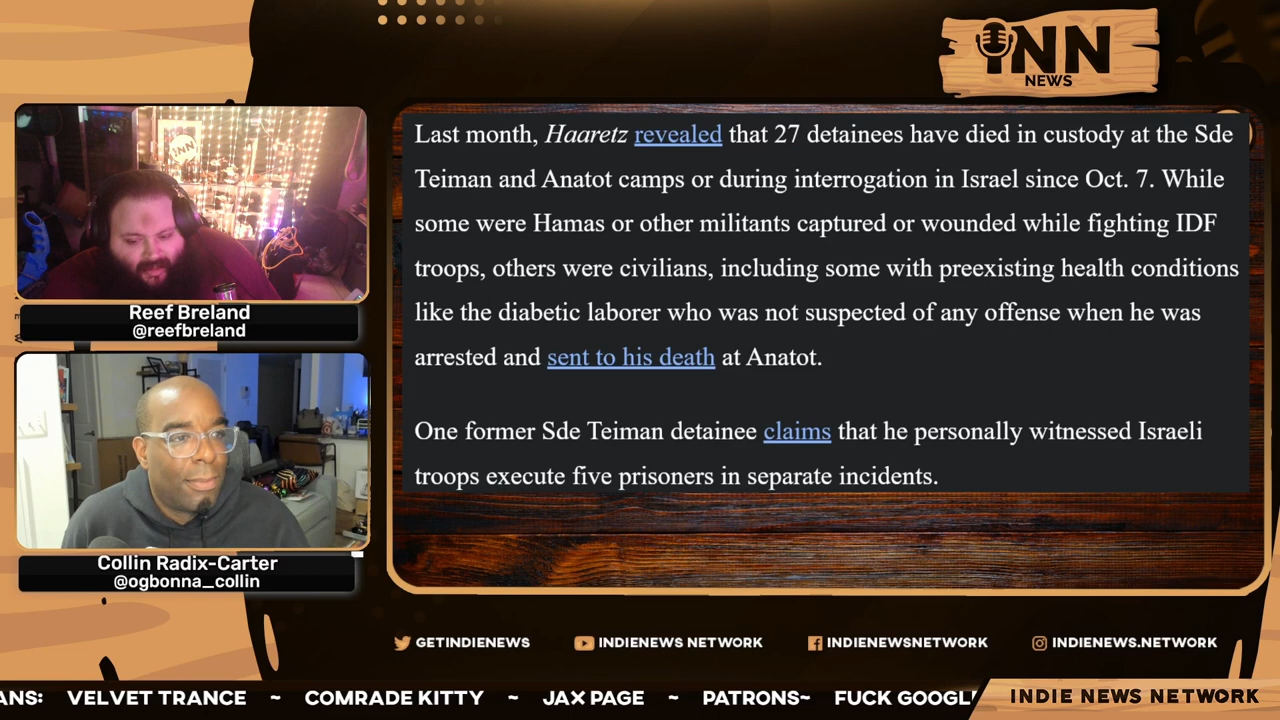 iNN
NEWS
Last month, Haaretz revealed that 27 detainees have died in custody at the Sde
Teiman and Anatot camps or during interrogation in Israel since Oct. 7. While
some were Hamas or other militants captured or wounded while fighting IDF
troops, others were civilians, including some with preexisting health conditions
like the diabetic laborer who was not suspected of any offense when he was
arrested and sent to his death at Anatot.
One former Sde Teiman detainee claims that he personally witnessed Israeli
troops execute five prisoners in separate incidents.
Reef Breland
@reefbreland
Collin Radix-Carter
@ogbonna_collin
GETINDIENEWS
INDIENEWS NETWORK
INDIENEWSNETWORK
INDIENEWS.NETWORK
ANS: VELVET TRANCE ~ COMRADE KITTY ~ JAX PAGE ~ PATRONS~ FUCK GOOGL
INDIE NEWS NETWORK